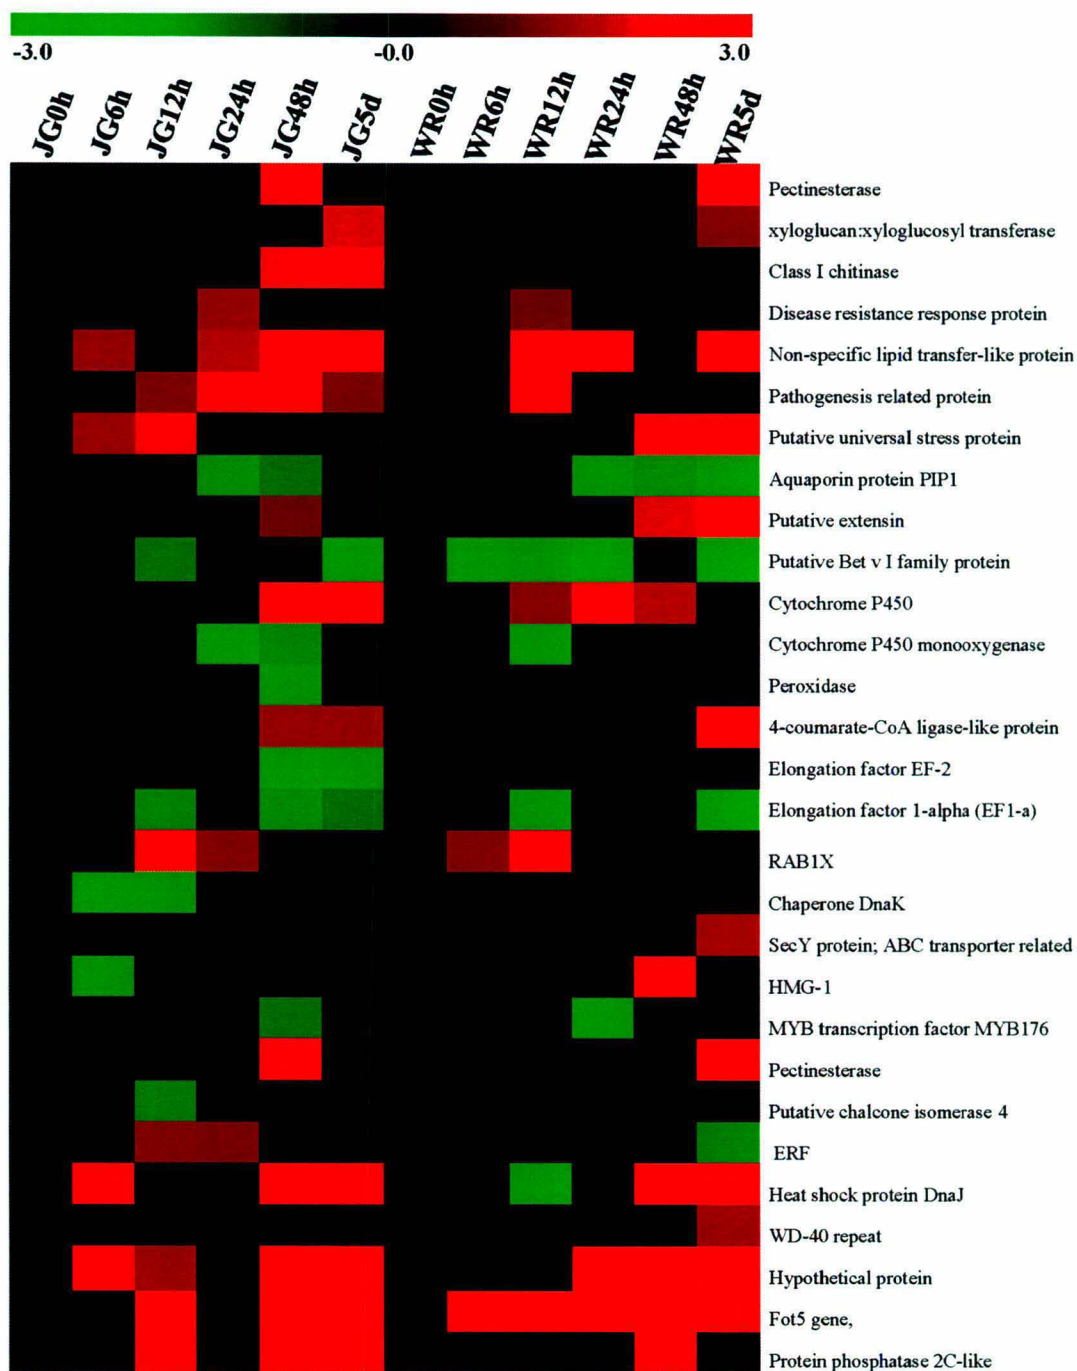 -3.0 -0.0 3.0
JG0h JG6h JG12h JG24h JG48h JG5d WR0h WR6h WR12h WR24h WR48h WR5d
Pectinesterase
xyloglucan:xyloglucosyl transferase
Class I chitinase
Disease resistance response protein
Non-specific lipid transfer-like protein
Pathogenesis related protein
Putative universal stress protein
Aquaporin protein PIP1
Putative extensin
Putative Bet v I family protein
Cytochrome P450
Cytochrome P450 monooxygenase
Peroxidase
4-coumarate-CoA ligase-like protein
Elongation factor EF-2
Elongation factor 1-alpha (EF1-a)
RAB1X
Chaperone DnaK
SecY protein; ABC transporter related
HMG-1
MYB transcription factor MYB176
Pectinesterase
Putative chalcone isomerase 4
ERF
Heat shock protein DnaJ
WD-40 repeat
Hypothetical protein
Fot5 gene,
Protein phosphatase 2C-like